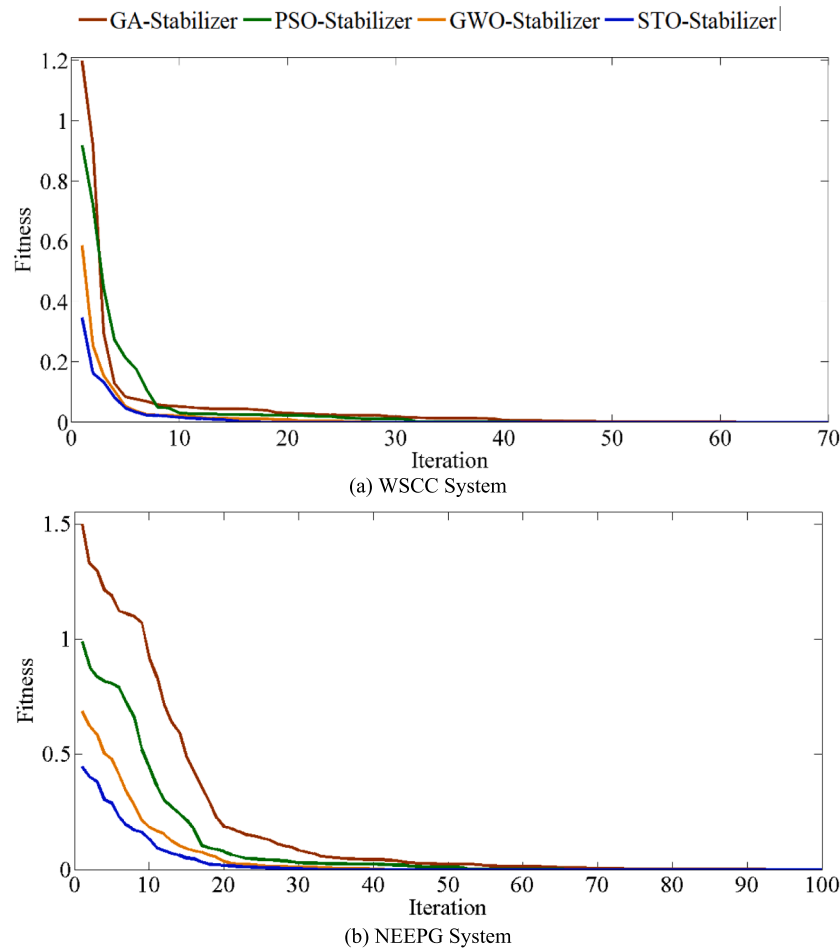 GA-Stabilizer PSO-Stabilizer GWO-Stabilizer STO-Stabilizer
1.2
1
0.8
0.6
0.4
0.2
0
Fitness
0 10 20 30 40 50 60 70
Iteration
(a) WSCC System
1.5
1
0.5
0
Fitness
0 10 20 30 40 50 60 70 80 90 100
Iteration
(b) NEEPG System